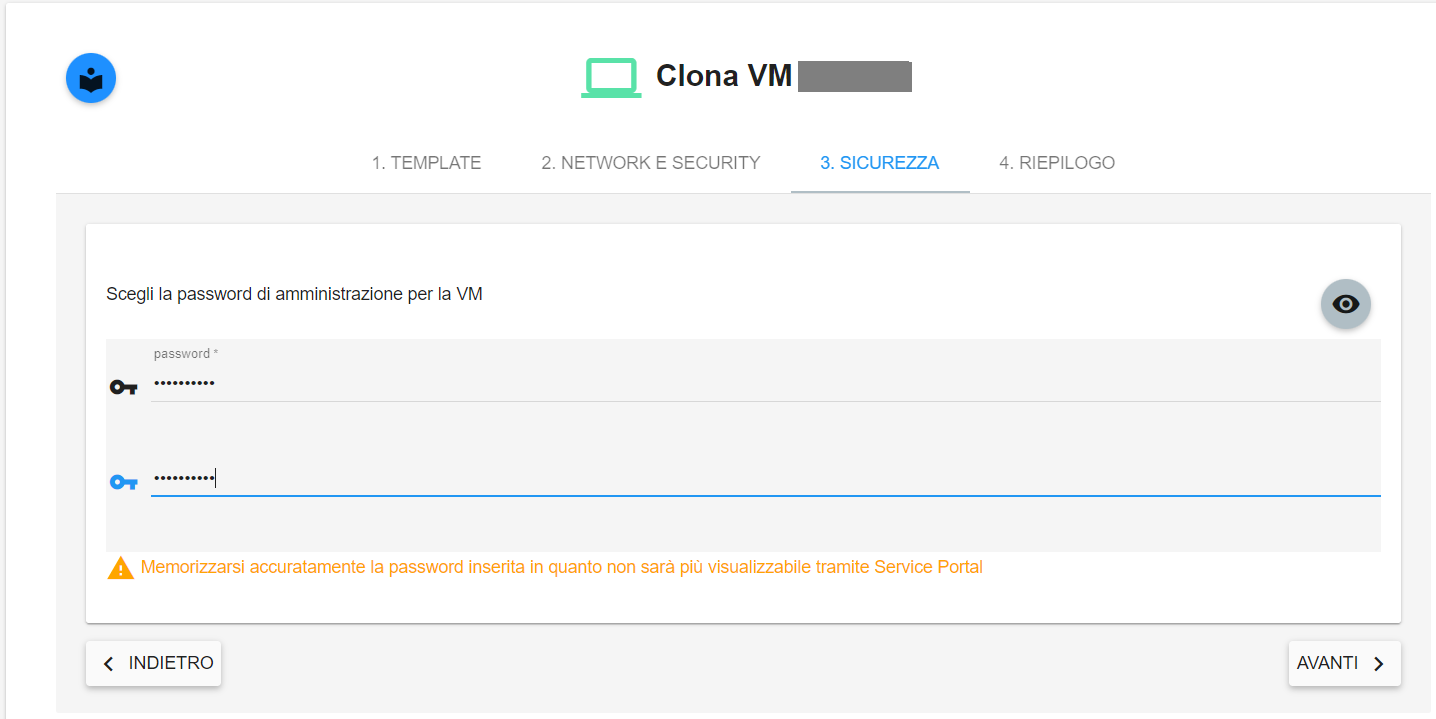 Clona VM
1. TEMPLATE 2. NETWORK E SECURITY 3. SICUREZZA 4. RIEPILOGO
Scegli la password di amministrazione per la VM
password *
••••••••••
••••••••••
Memorizzarsi accuratamente la password inserita in quanto non sarà più visualizzabile tramite Service Portal
INDIETRO AVANTI